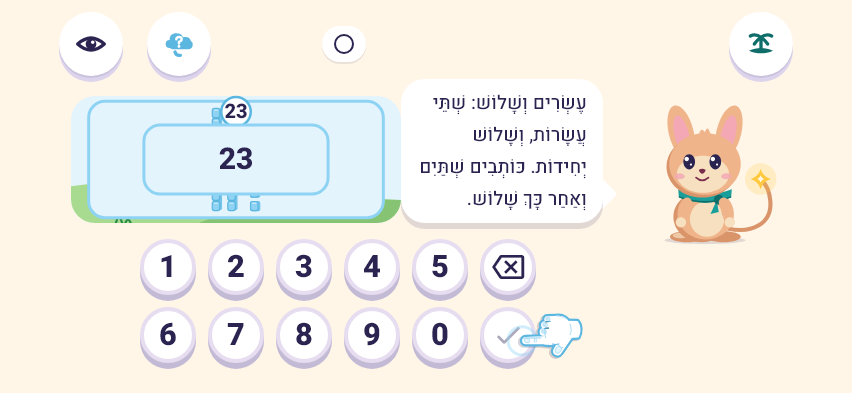 ?
23
23
עֶשְׂרִים וְשָׁלוֹשׁ: שְׁתֵּי
עֲשָׂרוֹת, וְשָׁלוֹשׁ
יְחִידוֹת. כּוֹתְבִים שְׁתַּיִם
וְאַחַר כָּךְ שָׁלוֹשׁ.
1 2 3 4 5
6 7 8 9 0